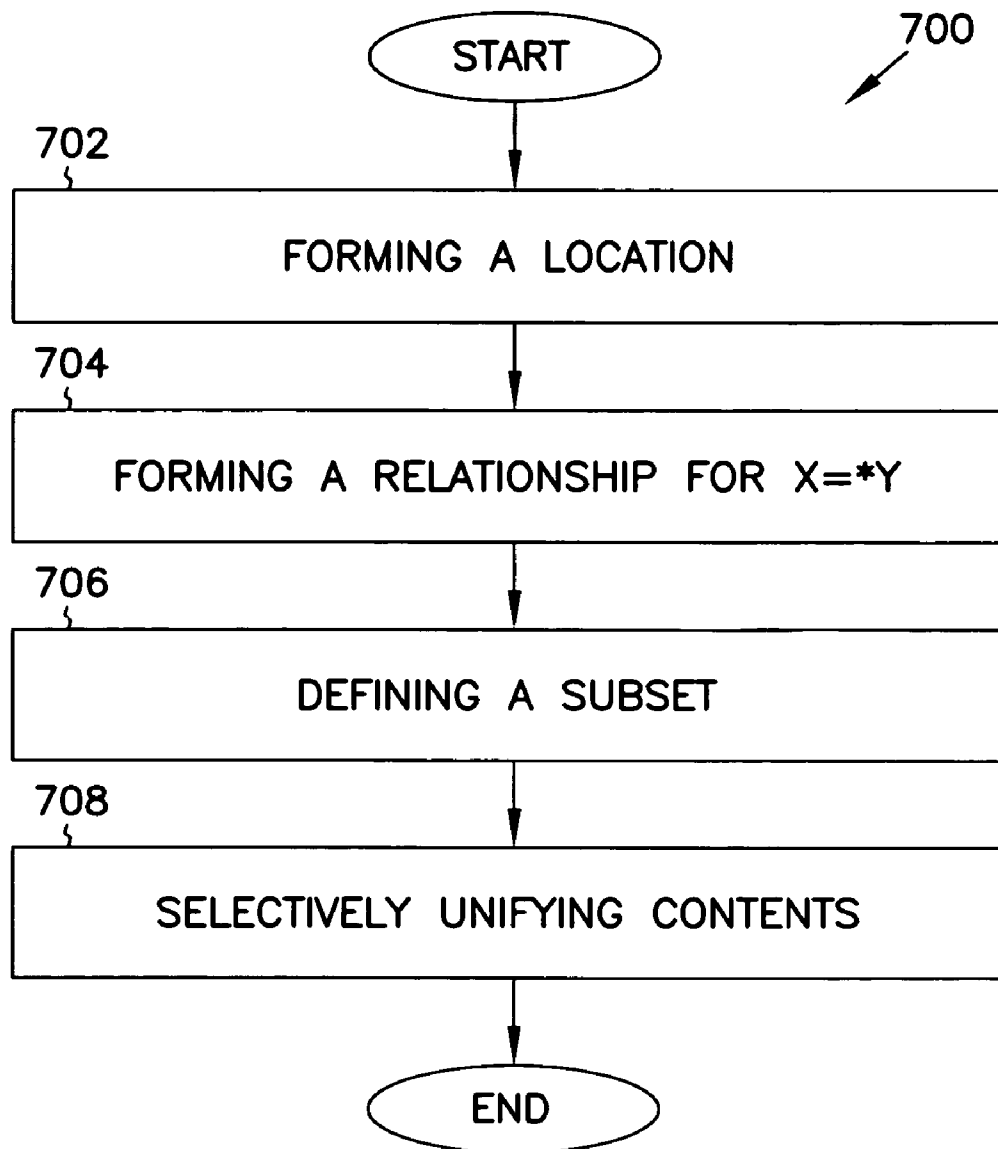 START
700
702
FORMING A LOCATION
704
FORMING A RELATIONSHIP FOR X=*Y
706
DEFINING A SUBSET
708
SELECTIVELY UNIFYING CONTENTS
END